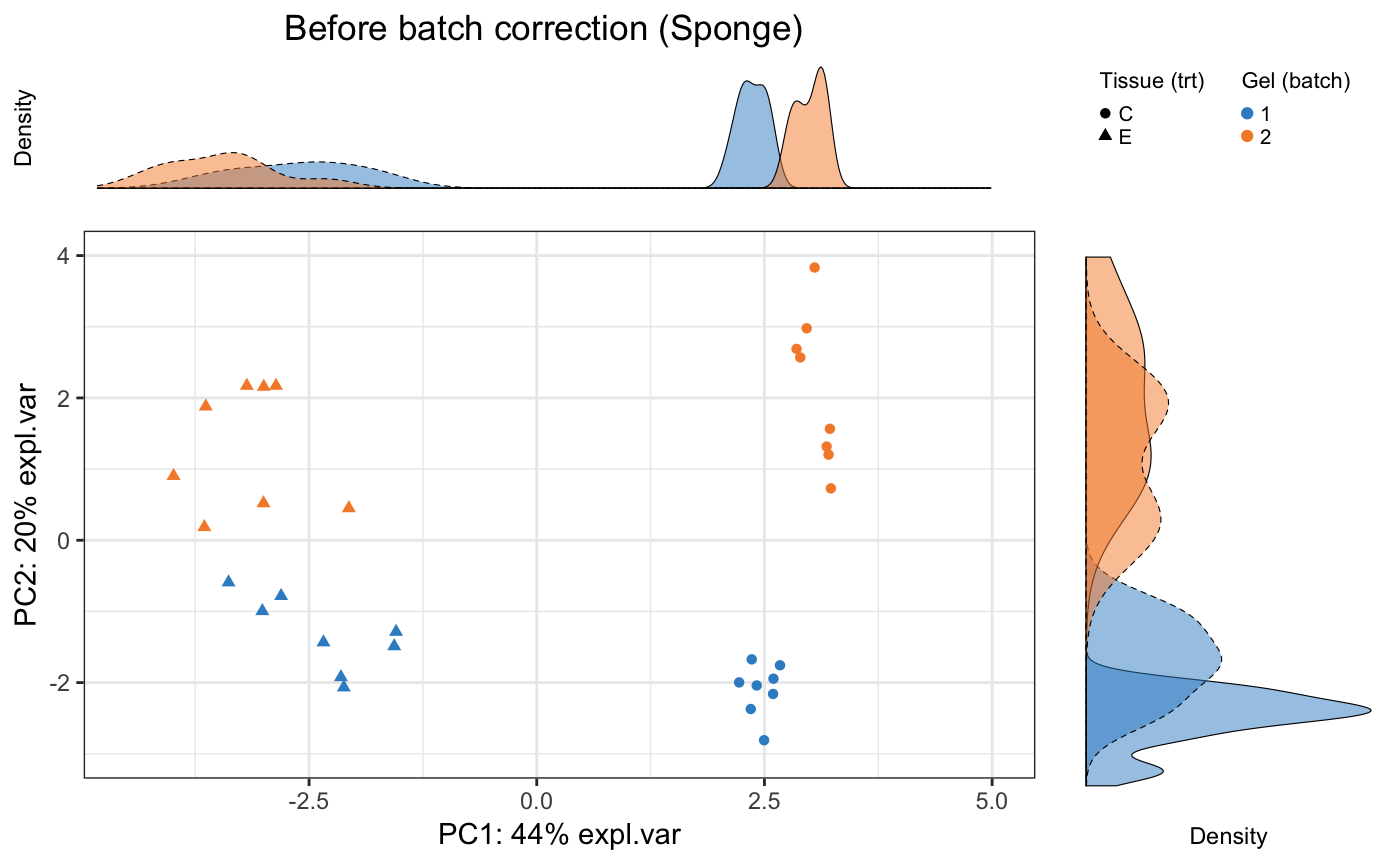 Before batch correction (Sponge)
Density
Tissue (trt)
C
E
Gel (batch)
1
2
PC2: 20% expl.var
4
2
0
-2
-2.5
0.0
2.5
5.0
PC1: 44% expl.var
Density